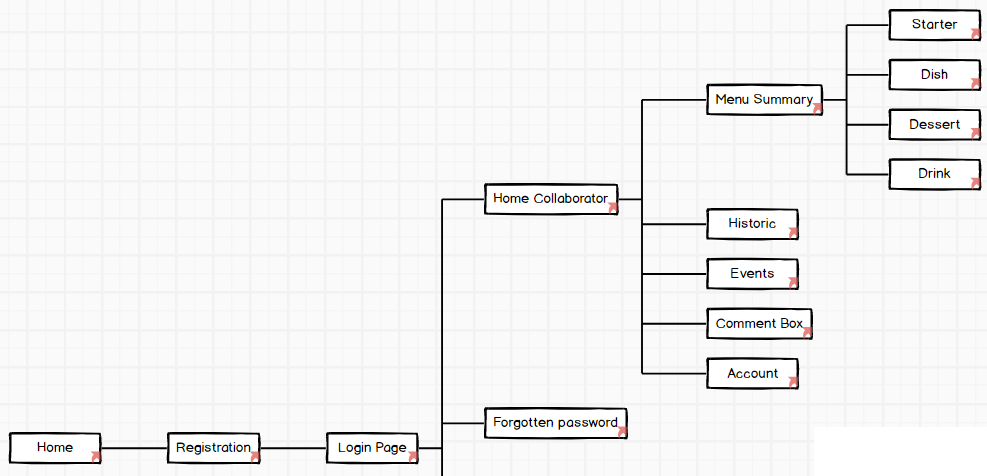 Starter
Dish
Menu Summary
Dessert
Drink
Home Collaborator
Historic
Events
Comment Box
Account
Forgotten password
Home
Registration
Login Page